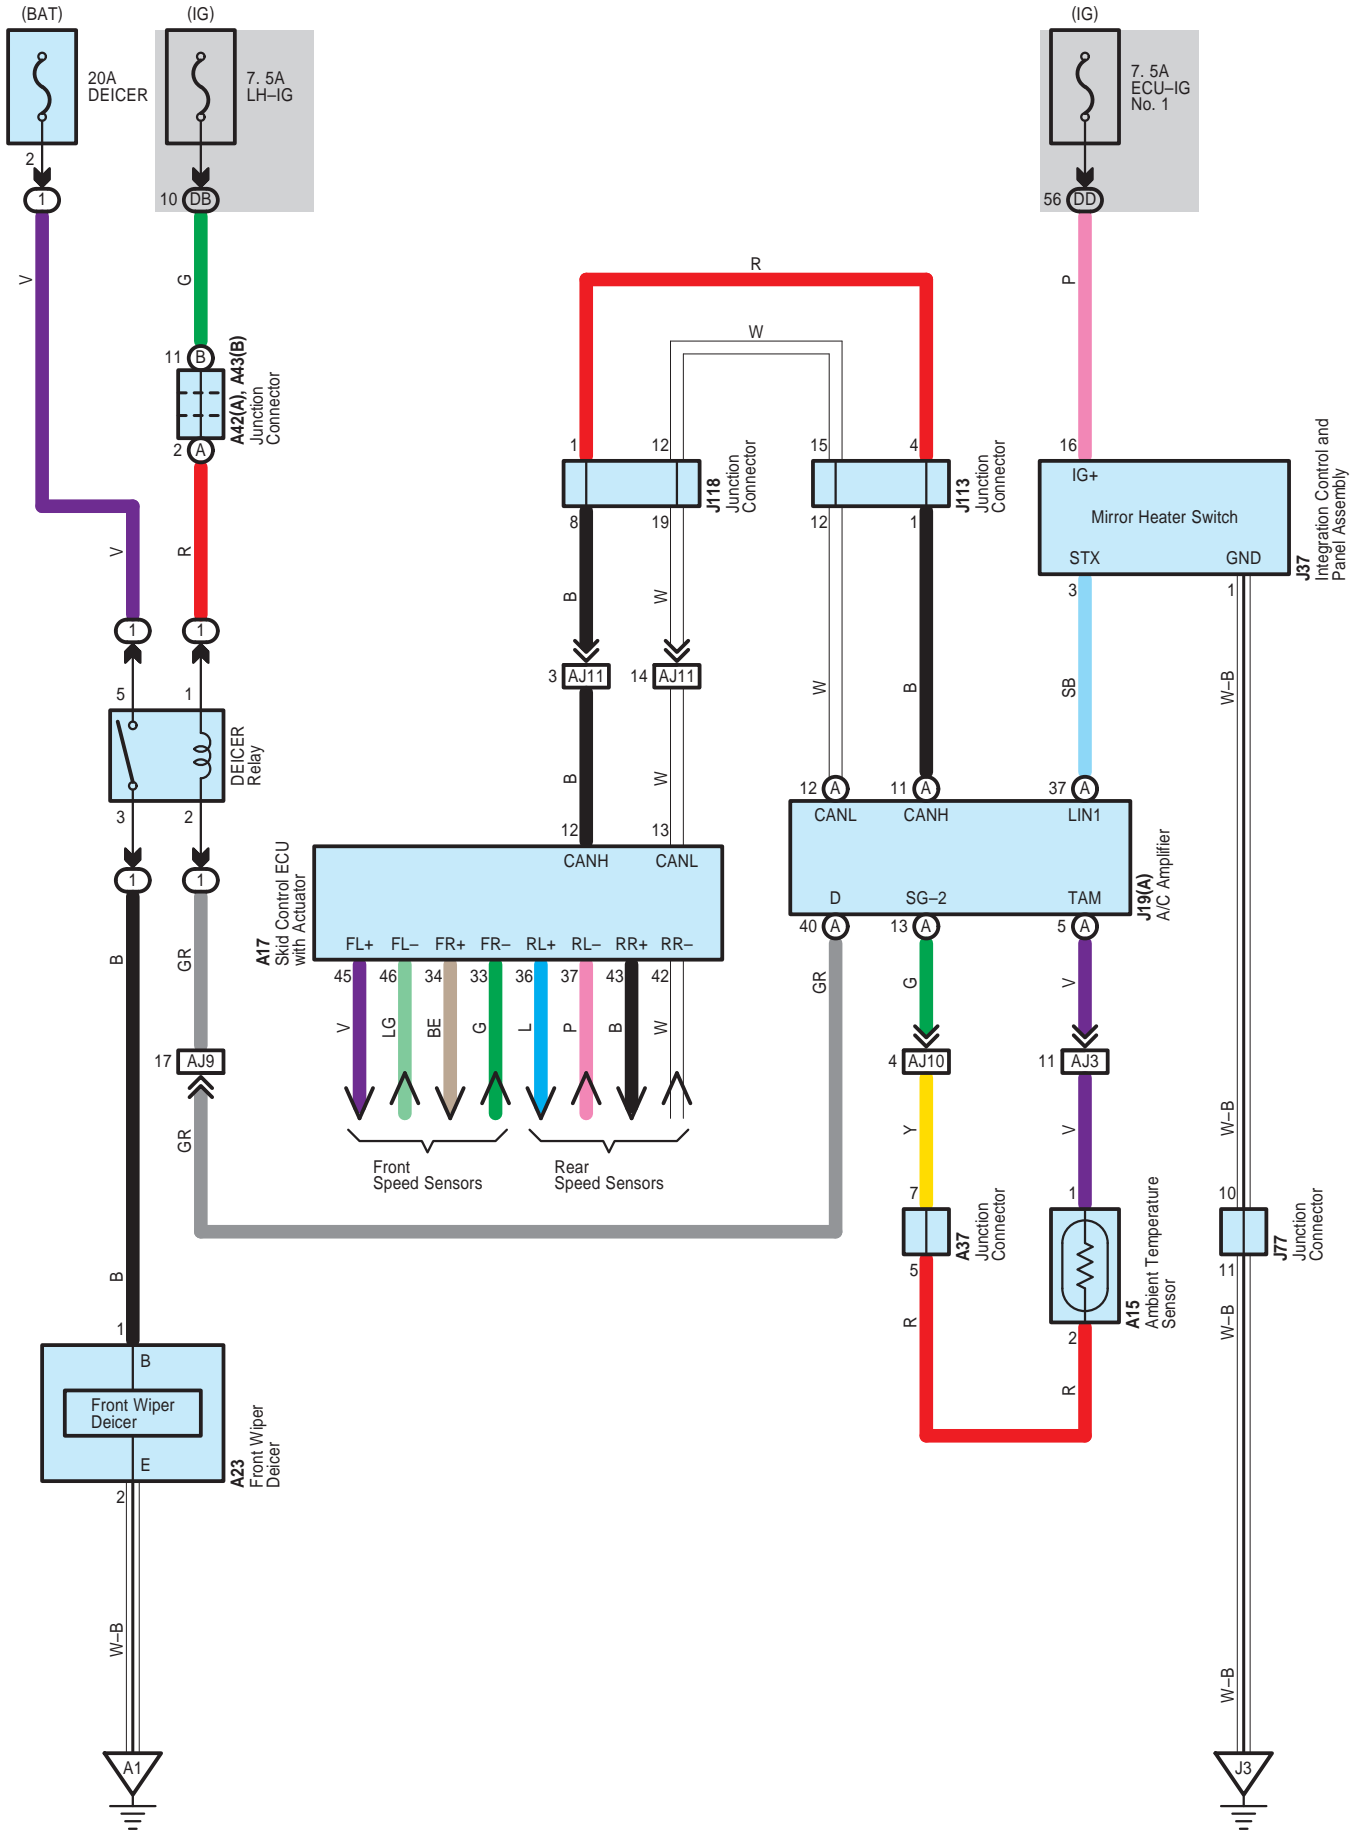 (BAT)
(IG)
(IG)
20A
DEICER
7. 5A
LH–IG
7. 5A
ECU–IG
No. 1
2
1
10
DB
56
DD
V
G
R
W
P
11
B
A42(A), A43(B)
Junction
Connector
2
A
1
12
J118
Junction
Connector
8
19
15
4
J113
Junction
Connector
12
1
16
IG+
Mirror Heater Switch
STX
GND
J37
Integration Control and
Panel Assembly
3
1
V
R
B
W
W
B
SB
W–B
1
1
3
AJ11
14
AJ11
5
1
DEICER
Relay
3
2
B
W
12
A
11
A
37
A
CANL
CANH
LIN1
D
SG–2
TAM
J19(A)
A/C Amplifier
40
A
13
A
5
A
12
13
CANH
CANL
A17
Skid Control ECU
with Actuator
FL+
FL–
FR+
FR–
RL+
RL–
RR+
RR–
45
46
34
33
36
37
43
42
1
1
B
GR
V
LG
BE
G
L
P
B
W
GR
G
V
17
AJ9
4
AJ10
11
AJ3
GR
Y
V
W–B
Front
Speed Sensors
Rear
Speed Sensors
7
A37
Junction
Connector
5
1
A15
Ambient Temperature
Sensor
2
10
J77
Junction
Connector
11
B
R
W–B
R
1
B
Front Wiper
Deicer
E
A23
Front Wiper
Deicer
2
W–B
W–B
A1
J3